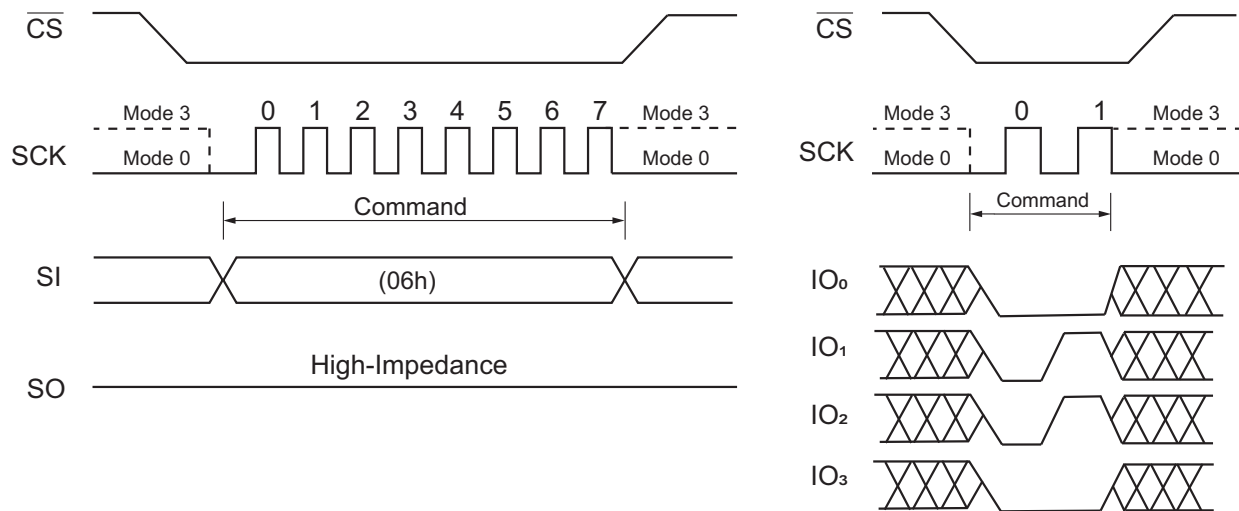 CS
Mode 3
0 1 2 3 4 5 6 7
Mode 3
SCK
Mode 0
Mode 0
Command
SI
(06h)
High-Impedance
SO
CS
Mode 3
0 1
Mode 3
SCK
Mode 0
Mode 0
Command
IO₀
IO₁
IO₂
IO₃